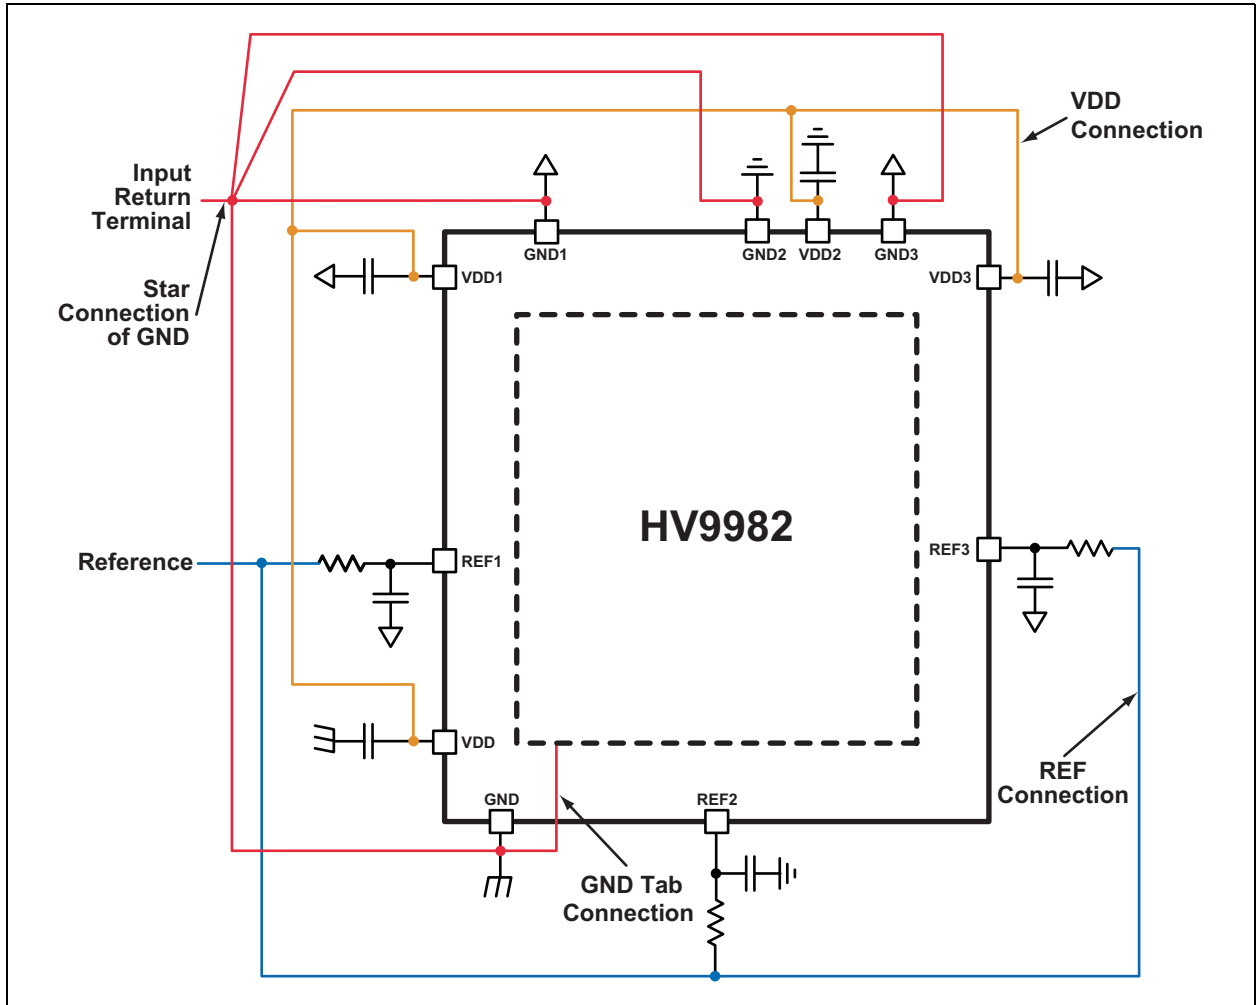 VDD
Connection
Input
Return
Terminal
GND1
GND2
VDD2
GND3
VDD1
VDD3
Star
Connection
of GND
HV9982
Reference
REF1
REF3
VDD
GND
REF2
REF
Connection
GND Tab
Connection